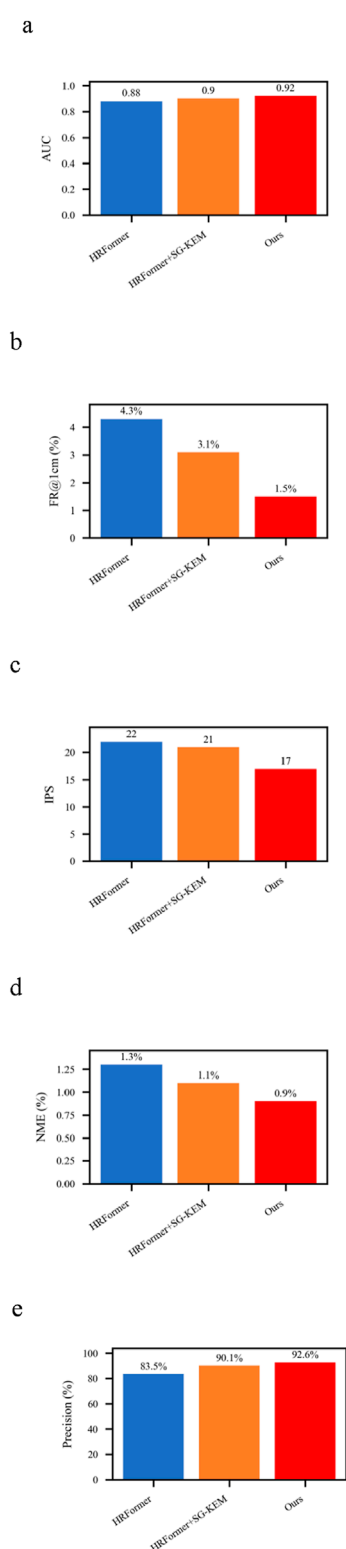 a
0.88
0.9
0.92
1.0
0.8
0.6
0.4
0.2
0.0
AUC
HRFormer
HRFormer+SG-KEM
Ours
b
4.3%
3.1%
1.5%
4
3
2
1
0
FR@1cm (%)
HRFormer
HRFormer+SG-KEM
Ours
c
22
21
17
20
15
10
5
0
IPS
HRFormer
HRFormer+SG-KEM
Ours
d
1.3%
1.1%
0.9%
1.25
1.00
0.75
0.50
0.25
0.00
NME (%)
HRFormer
HRFormer+SG-KEM
Ours
e
83.5%
90.1%
92.6%
100
80
60
40
20
0
Precision (%)
HRFormer
HRFormer+SG-KEM
Ours